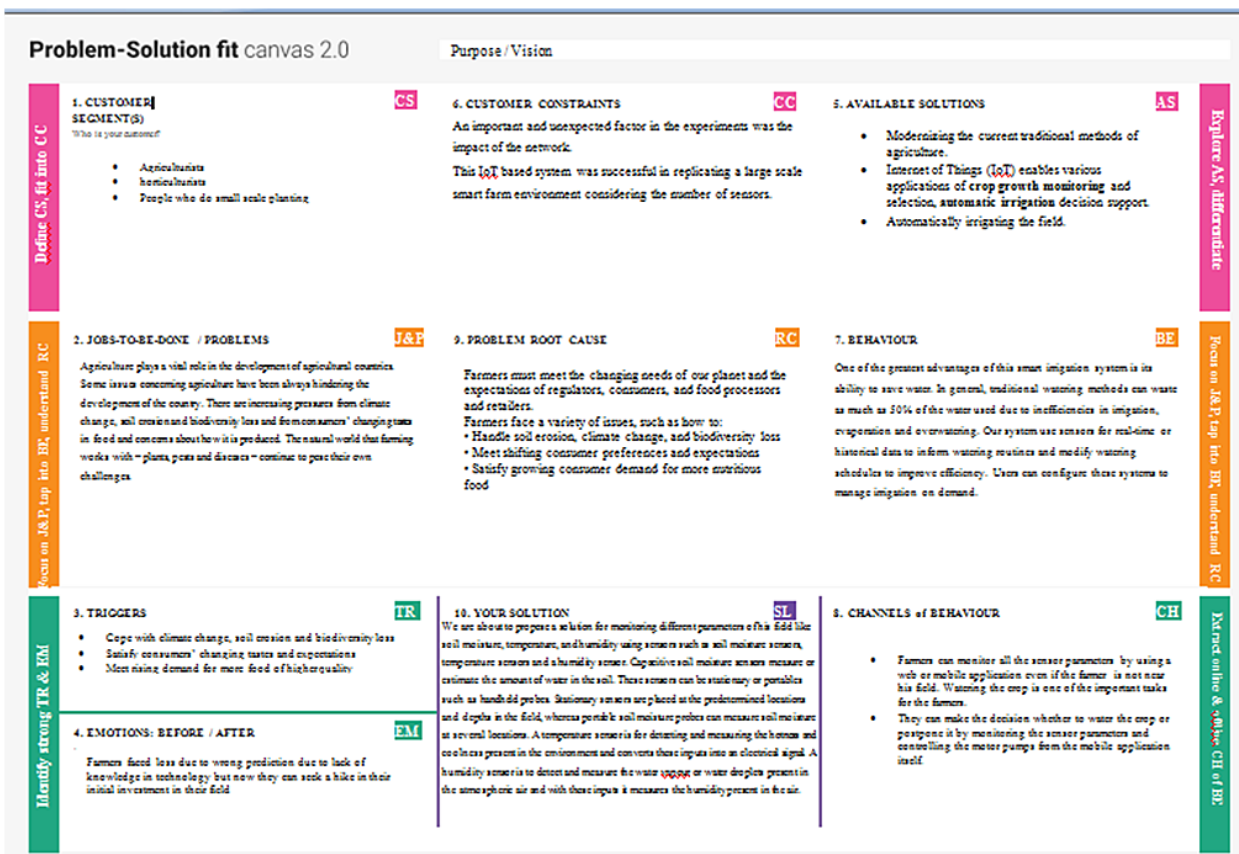 Problem-Solution fit canvas 2.0
Purpose / Vision
Define CS, fit into CC
1. CUSTOMER
SEGMENT(S)
Who is your customer?
CS
Agriculturists
horticulturists
People who do small scale planting
6. CUSTOMER CONSTRAINTS
CC
An important and unexpected factor in the experiments was the
impact of the network.
This IoT based system was successful in replicating a large scale
smart farm environment considering the number of sensors.
5. AVAILABLE SOLUTIONS
AS
Modernizing the current traditional methods of
agriculture.
Internet of Things (IoT) enables various
applications of crop growth monitoring and
selection, automatic irrigation decision support.
Automatically irrigating the field.
Explore AS, differentiate
Focus on J&P, tap into BE, understand RC
2. JOBS-TO-BE-DONE / PROBLEMS
J&P
Agriculture plays a vital role in the development of agricultural countries.
Some issues concerning agriculture have been always hindering the
development of the country. There are increasing pressures from climate
change, soil erosion and biodiversity loss and from consumers' changing tastes
in food and concerns about how it is produced. The natural world that farming
works with – plants, pests and diseases – continue to pose their own
challenges.
9. PROBLEM ROOT CAUSE
RC
Farmers must meet the changing needs of our planet and the
expectations of regulators, consumers, and food processors
and retailers.
Farmers face a variety of issues, such as how to:
• Handle soil erosion, climate change, and biodiversity loss
• Meet shifting consumer preferences and expectations
• Satisfy growing consumer demand for more nutritious
food
7. BEHAVIOUR
BE
One of the greatest advantages of this smart irrigation system is its
ability to save water. In general, traditional watering methods can waste
as much as 50% of the water used due to inefficiencies in irrigation,
evaporation and overwatering. Our system use sensors for real-time or
historical data to inform watering routines and modify watering
schedules to improve efficiency. Users can configure these systems to
manage irrigation on demand.
Focus on J&P, tap into BE, understand RC
Identify strong TR & EM
3. TRIGGERS
TR
Cope with climate change, soil erosion and biodiversity loss
Satisfy consumers' changing tastes and expectations
Meet rising demand for more food of higher quality
4. EMOTIONS: BEFORE / AFTER
EM
Farmers faced loss due to wrong prediction due to lack of
knowledge in technology but now they can seek a hike in their
initial investment in their field
10. YOUR SOLUTION
SL
We are about to propose a solution for monitoring different parameters of his field like
soil moisture, temperature, and humidity using sensors such as soil moisture sensors,
temperature sensors and a humidity sensor. Capacitive soil moisture sensors measure or
estimate the amount of water in the soil. These sensors can be stationary or portables
such as handheld probes. Stationary sensors are placed at the predetermined locations
and depths in the field, whereas portable soil moisture probes can measure soil moisture
at several locations. A temperature sensor is for detecting and measuring the hotness and
coolness present in the environment and converts these inputs into an electrical signal. A
humidity sensor is to detect and measure the water or water droplets present in
the atmospheric air and with these inputs it measures the humidity present in the air.
8. CHANNELS of BEHAVIOUR
CH
Farmers can monitor all the sensor parameters by using a
web or mobile application even if the farmer is not near
his field. Watering the crop is one of the important tasks
for the farmers.
They can make the decision whether to water the crop or
postpone it by monitoring the sensor parameters and
controlling the motor pumps from the mobile application
itself.
Extract online & offline CH of BE